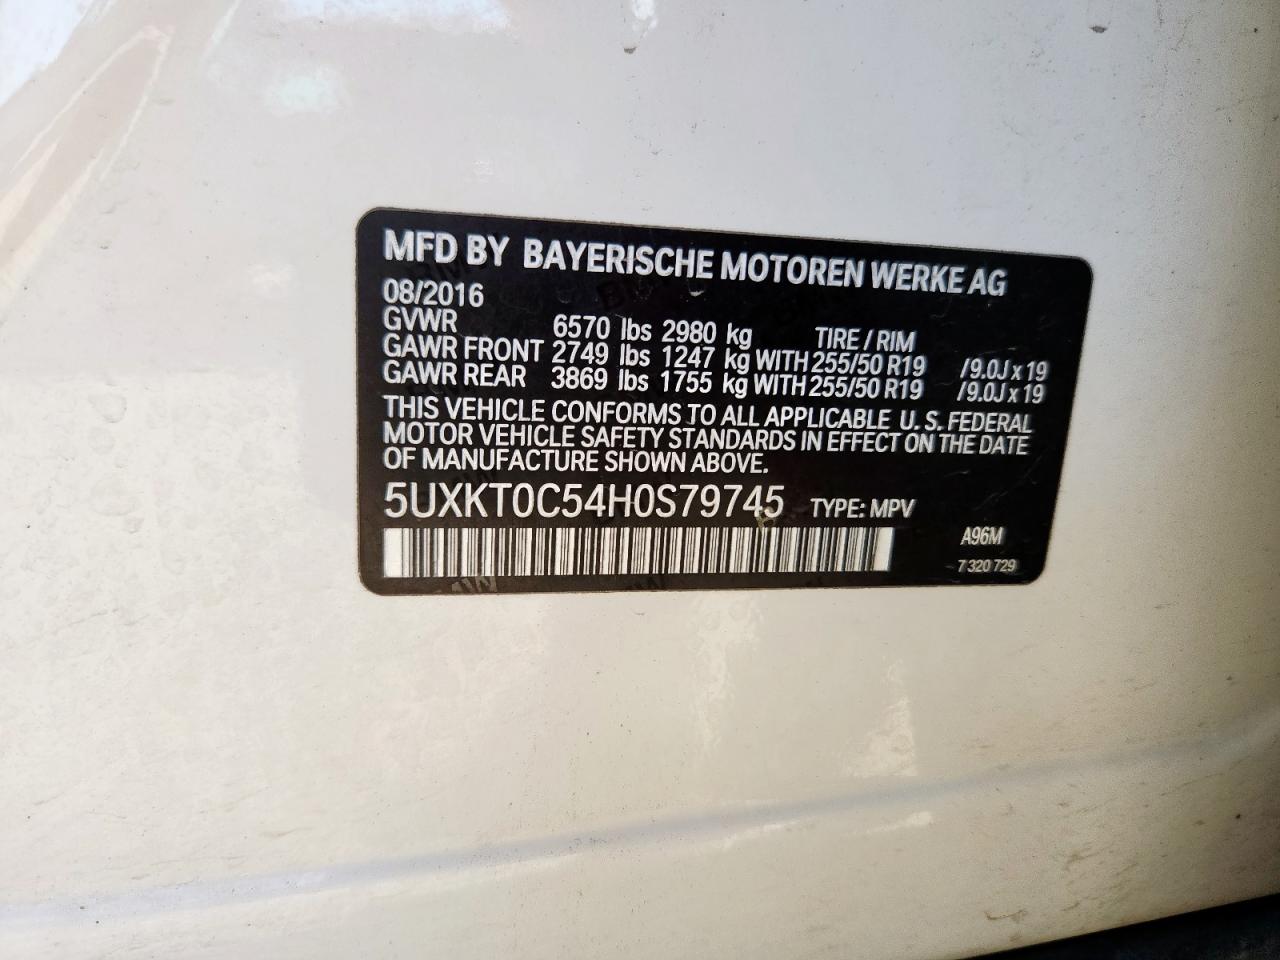 MFD BY BAYERISCHE MOTOREN WERKE AG
08/2016
GVWR 6570 lbs 2980 kg TIRE / RIM
GAWR FRONT 2749 lbs 1247 kg WITH 255/50 R19 /9.0J x 19
GAWR REAR 3869 lbs 1755 kg WITH 255/50 R19 /9.0J x 19
THIS VEHICLE CONFORMS TO ALL APPLICABLE U. S. FEDERAL
MOTOR VEHICLE SAFETY STANDARDS IN EFFECT ON THE DATE
OF MANUFACTURE SHOWN ABOVE.
5UXKT0C54H0S79745 TYPE: MPV
A96M
7 320 729